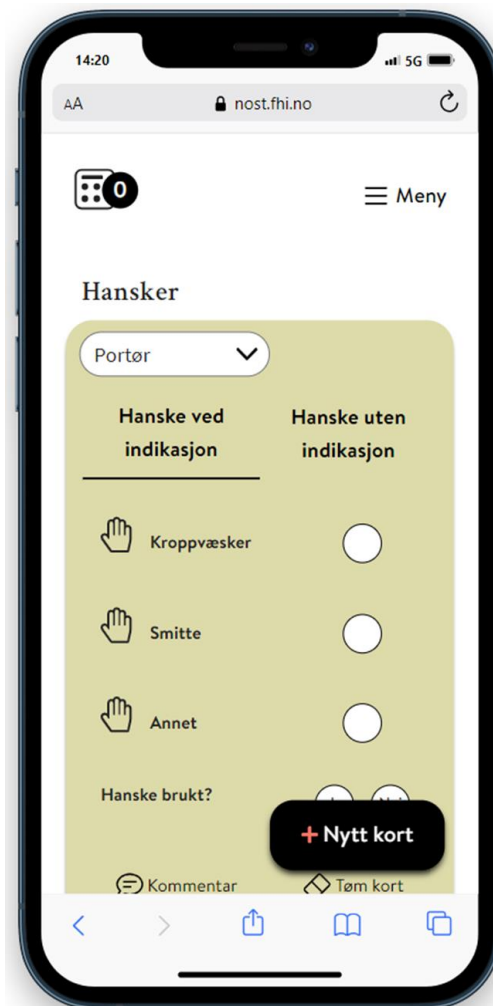 14:20
5G
AA nost.fhi.no
0
Meny
Hansker
Portør
Hanske ved indikasjon
Hanske uten indikasjon
Kroppvæsker
Smitte
Annet
Hanske brukt?
+ Nytt kort
Kommentar
Tøm kort